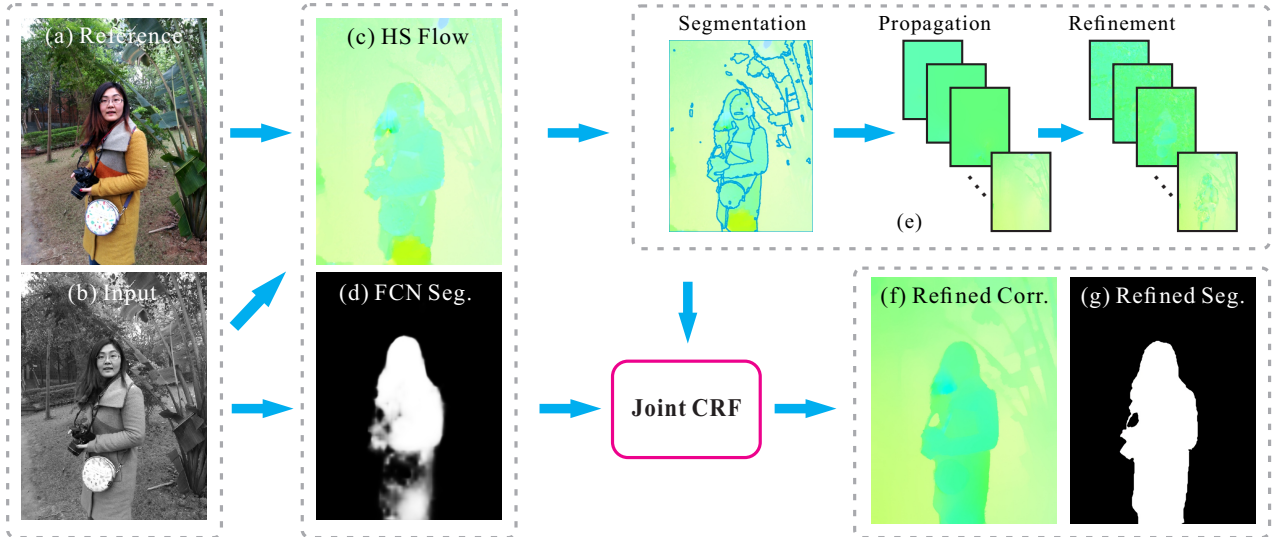 (a) Reference
(c) HS Flow
Segmentation
Propagation
Refinement
(e)
(b) Input
(d) FCN Seg.
Joint CRF
(f) Refined Corr.
(g) Refined Seg.